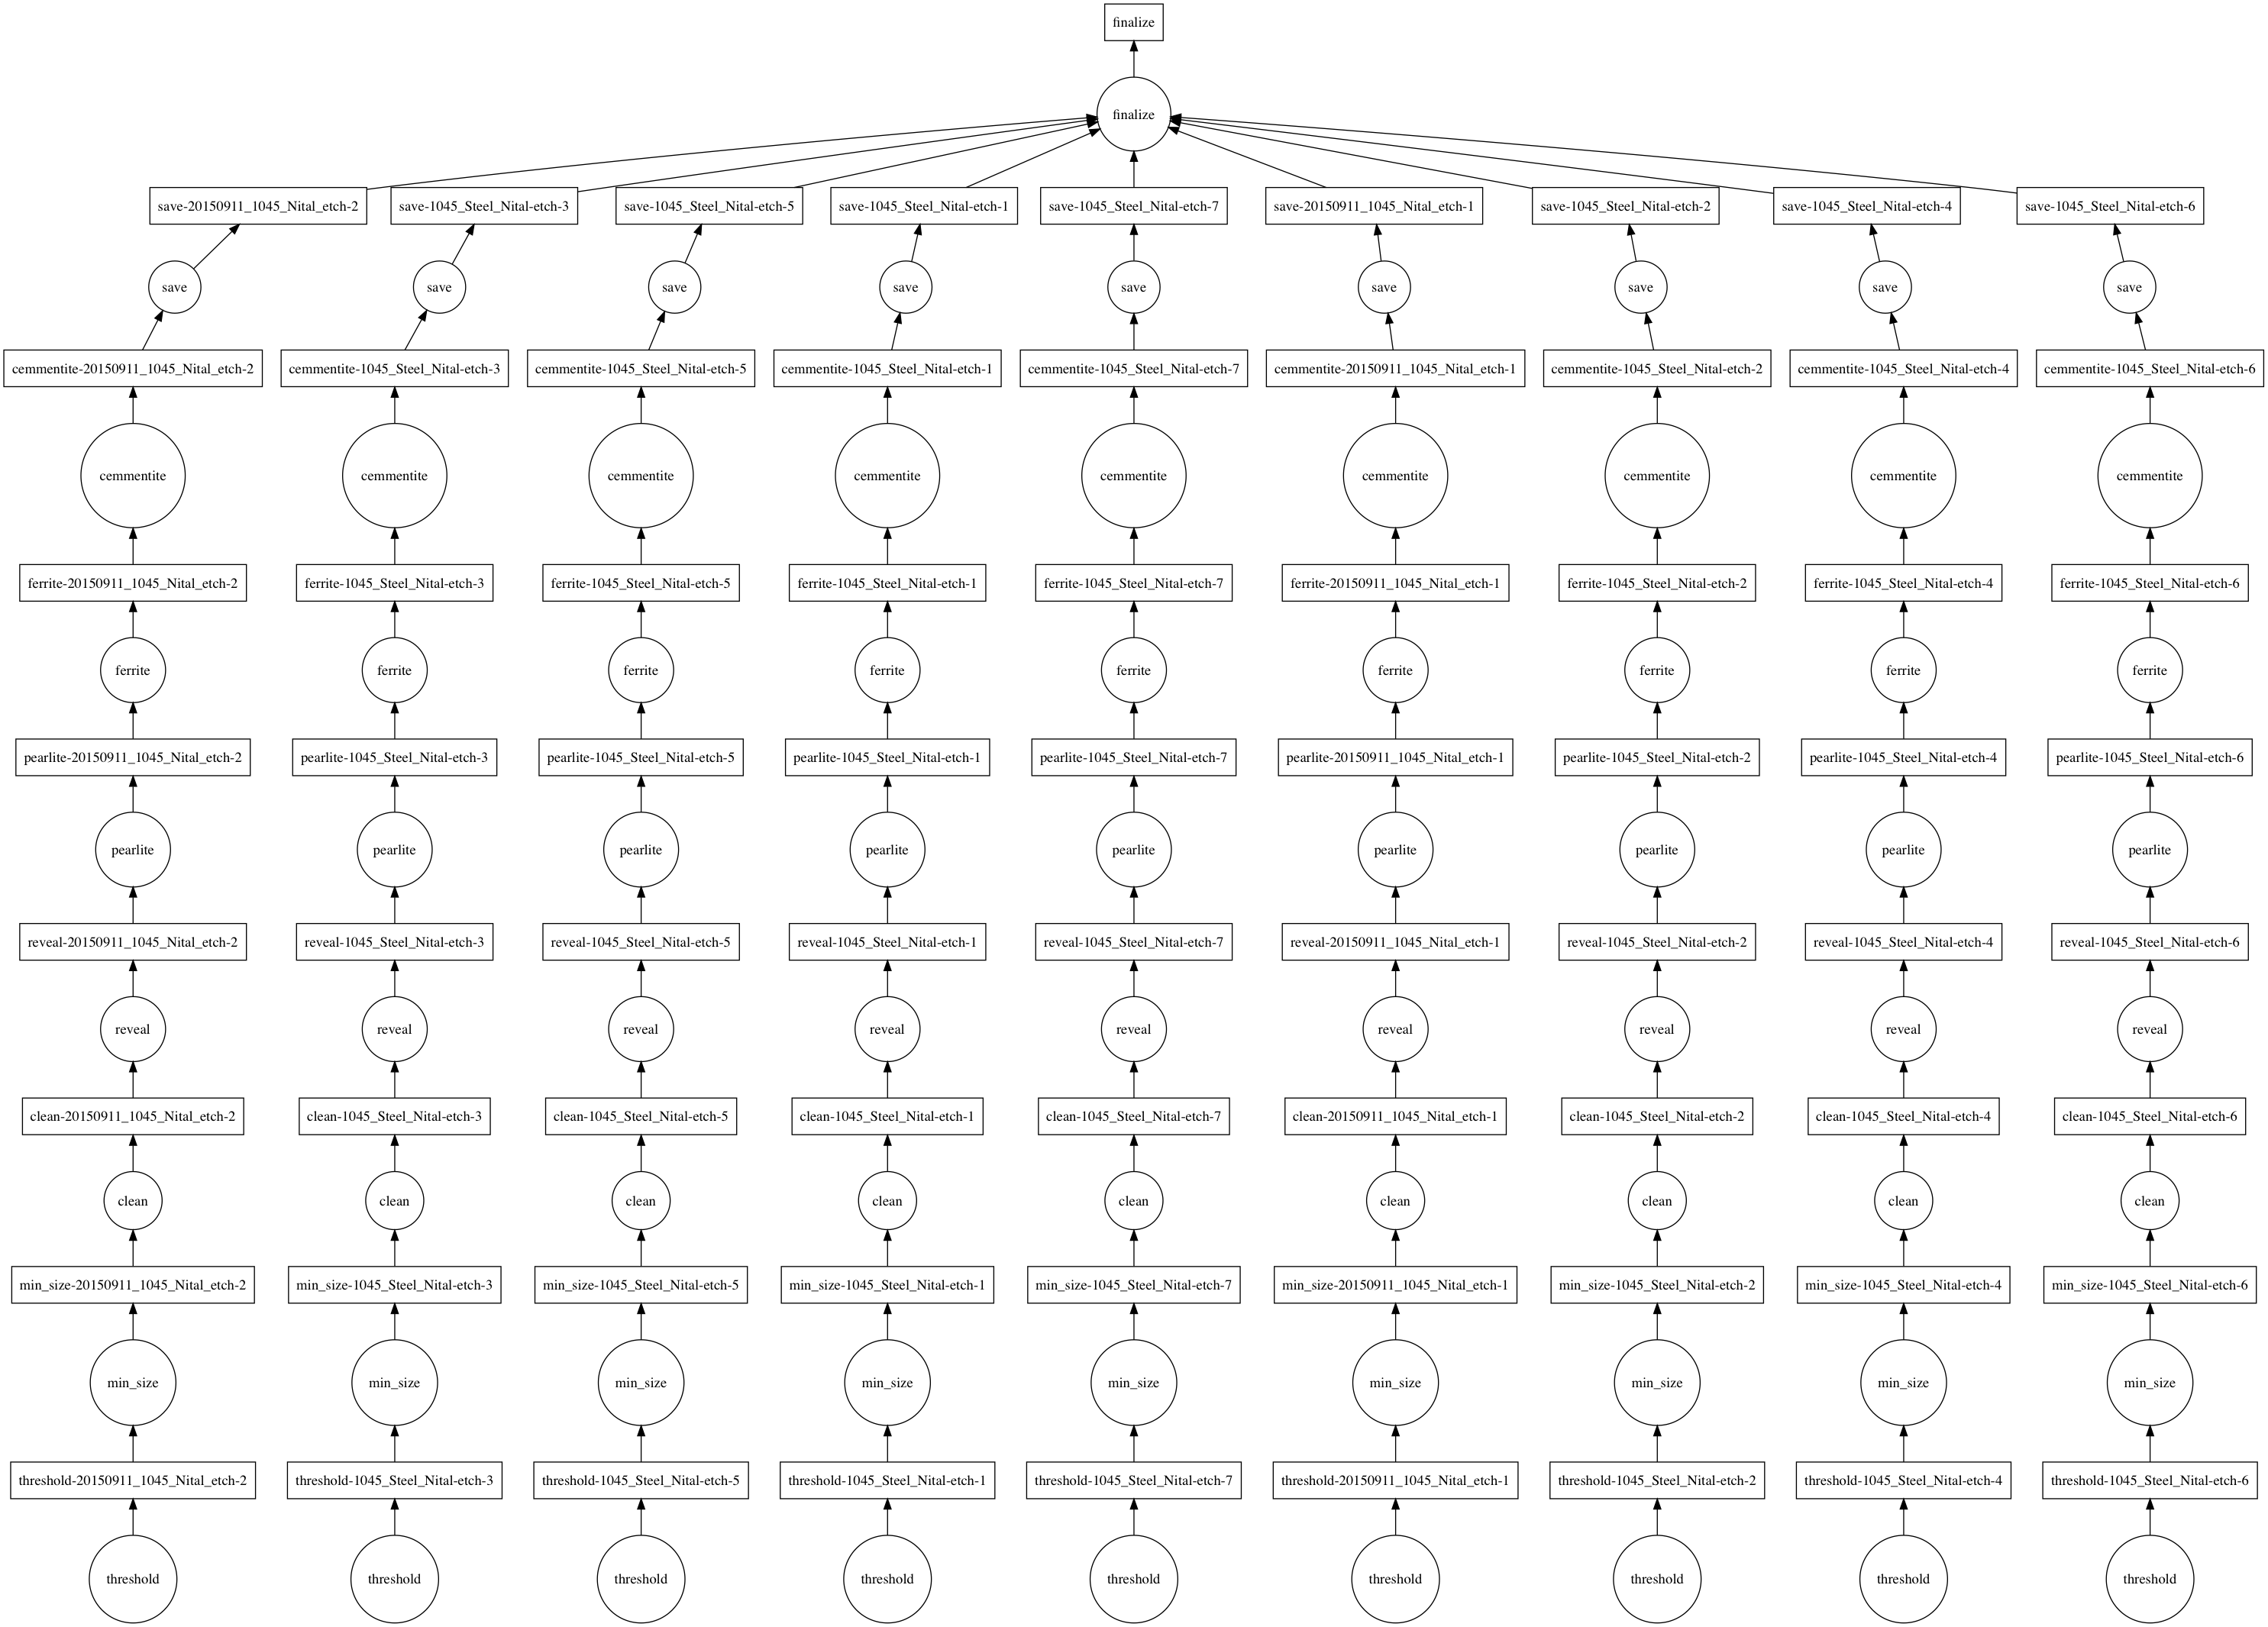 finalize
finalize
save-20150911_1045_Nital_etch-2 save-1045_Steel_Nital-etch-3 save-1045_Steel_Nital-etch-5 save-1045_Steel_Nital-etch-1 save-1045_Steel_Nital-etch-7 save-20150911_1045_Nital_etch-1 save-1045_Steel_Nital-etch-2 save-1045_Steel_Nital-etch-4 save-1045_Steel_Nital-etch-6
save save save save save save save save save
cemmentite-20150911_1045_Nital_etch-2 cemmentite-1045_Steel_Nital-etch-3 cemmentite-1045_Steel_Nital-etch-5 cemmentite-1045_Steel_Nital-etch-1 cemmentite-1045_Steel_Nital-etch-7 cemmentite-20150911_1045_Nital_etch-1 cemmentite-1045_Steel_Nital-etch-2 cemmentite-1045_Steel_Nital-etch-4 cemmentite-1045_Steel_Nital-etch-6
cemmentite cemmentite cemmentite cemmentite cemmentite cemmentite cemmentite cemmentite cemmentite
ferrite-20150911_1045_Nital_etch-2 ferrite-1045_Steel_Nital-etch-3 ferrite-1045_Steel_Nital-etch-5 ferrite-1045_Steel_Nital-etch-1 ferrite-1045_Steel_Nital-etch-7 ferrite-20150911_1045_Nital_etch-1 ferrite-1045_Steel_Nital-etch-2 ferrite-1045_Steel_Nital-etch-4 ferrite-1045_Steel_Nital-etch-6
ferrite ferrite ferrite ferrite ferrite ferrite ferrite ferrite ferrite
pearlite-20150911_1045_Nital_etch-2 pearlite-1045_Steel_Nital-etch-3 pearlite-1045_Steel_Nital-etch-5 pearlite-1045_Steel_Nital-etch-1 pearlite-1045_Steel_Nital-etch-7 pearlite-20150911_1045_Nital_etch-1 pearlite-1045_Steel_Nital-etch-2 pearlite-1045_Steel_Nital-etch-4 pearlite-1045_Steel_Nital-etch-6
pearlite pearlite pearlite pearlite pearlite pearlite pearlite pearlite pearlite
reveal-20150911_1045_Nital_etch-2 reveal-1045_Steel_Nital-etch-3 reveal-1045_Steel_Nital-etch-5 reveal-1045_Steel_Nital-etch-1 reveal-1045_Steel_Nital-etch-7 reveal-20150911_1045_Nital_etch-1 reveal-1045_Steel_Nital-etch-2 reveal-1045_Steel_Nital-etch-4 reveal-1045_Steel_Nital-etch-6
reveal reveal reveal reveal reveal reveal reveal reveal reveal
clean-20150911_1045_Nital_etch-2 clean-1045_Steel_Nital-etch-3 clean-1045_Steel_Nital-etch-5 clean-1045_Steel_Nital-etch-1 clean-1045_Steel_Nital-etch-7 clean-20150911_1045_Nital_etch-1 clean-1045_Steel_Nital-etch-2 clean-1045_Steel_Nital-etch-4 clean-1045_Steel_Nital-etch-6
clean clean clean clean clean clean clean clean clean
min_size-20150911_1045_Nital_etch-2 min_size-1045_Steel_Nital-etch-3 min_size-1045_Steel_Nital-etch-5 min_size-1045_Steel_Nital-etch-1 min_size-1045_Steel_Nital-etch-7 min_size-20150911_1045_Nital_etch-1 min_size-1045_Steel_Nital-etch-2 min_size-1045_Steel_Nital-etch-4 min_size-1045_Steel_Nital-etch-6
min_size min_size min_size min_size min_size min_size min_size min_size min_size
threshold-20150911_1045_Nital_etch-2 threshold-1045_Steel_Nital-etch-3 threshold-1045_Steel_Nital-etch-5 threshold-1045_Steel_Nital-etch-1 threshold-1045_Steel_Nital-etch-7 threshold-20150911_1045_Nital_etch-1 threshold-1045_Steel_Nital-etch-2 threshold-1045_Steel_Nital-etch-4 threshold-1045_Steel_Nital-etch-6
threshold threshold threshold threshold threshold threshold threshold threshold threshold